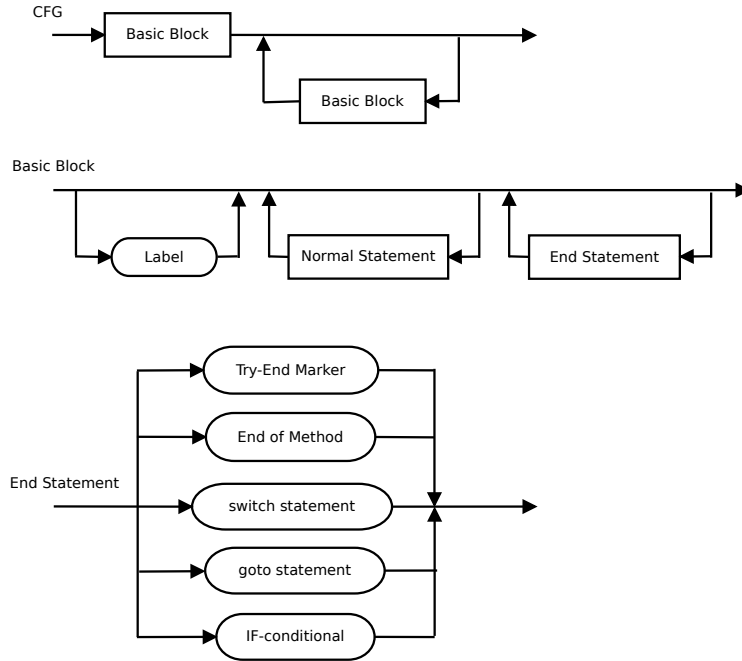 CFG
Basic Block
Basic Block
Basic Block
Label
Normal Statement
End Statement
Try-End Marker
End of Method
End Statement
switch statement
goto statement
IF-conditional